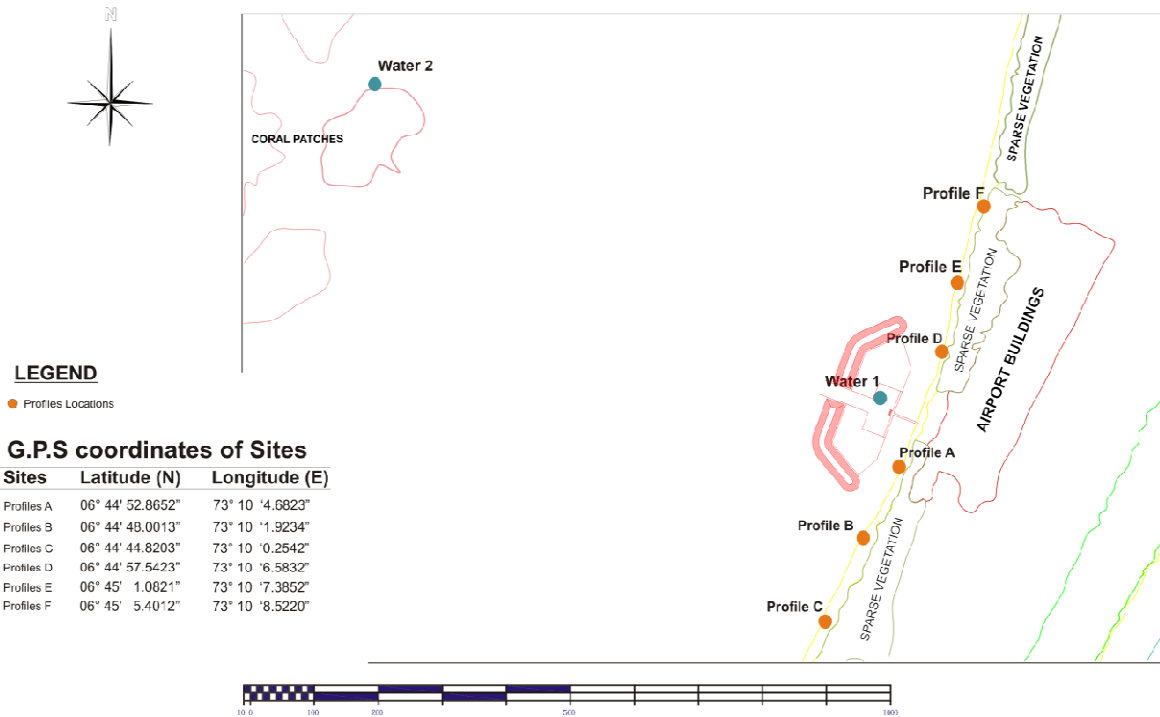 N
Water 2
CORAL PATCHES
SPARSE VEGETATION
Profile F
Profile E
SPARSE VEGETATION
AIRPORT BUILDINGS
Profile D
Water 1
Profile A
Profile B
SPARSE VEGETATION
Profile C
LEGEND
Profiles Locations
G.P.S coordinates of Sites
Sites Latitude (N) Longitude (E)
Profiles A 06° 44' 52.8652” 73° 10 ‘4.6823”
Profiles B 06° 44' 48.0013” 73° 10 ‘1.9234”
Profiles C 06° 44' 44.8203” 73° 10 ‘0.2542”
Profiles D 06° 44' 57.5423” 73° 10 ‘6.5832”
Profiles E 06° 45' 1.0821” 73° 10 ‘7.3852”
Profiles F 06° 45' 5.4012” 73° 10 ‘8.5220”
100 200 500 1000